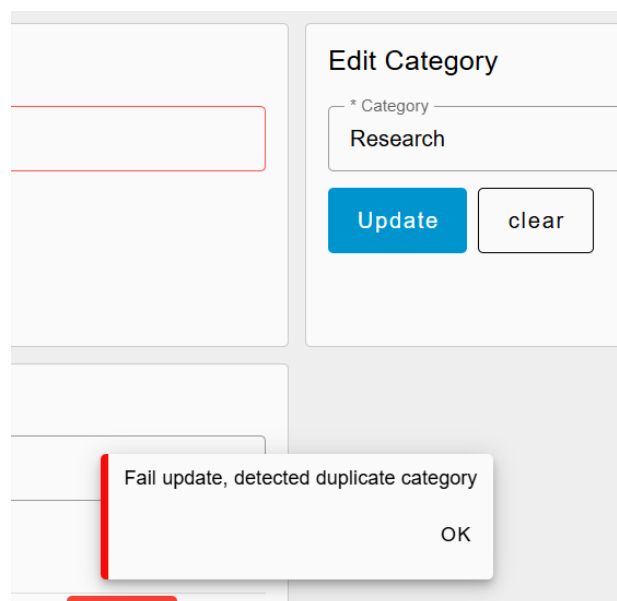 Edit Category
* Category
Research
Update
clear
Fail update, detected duplicate category
OK